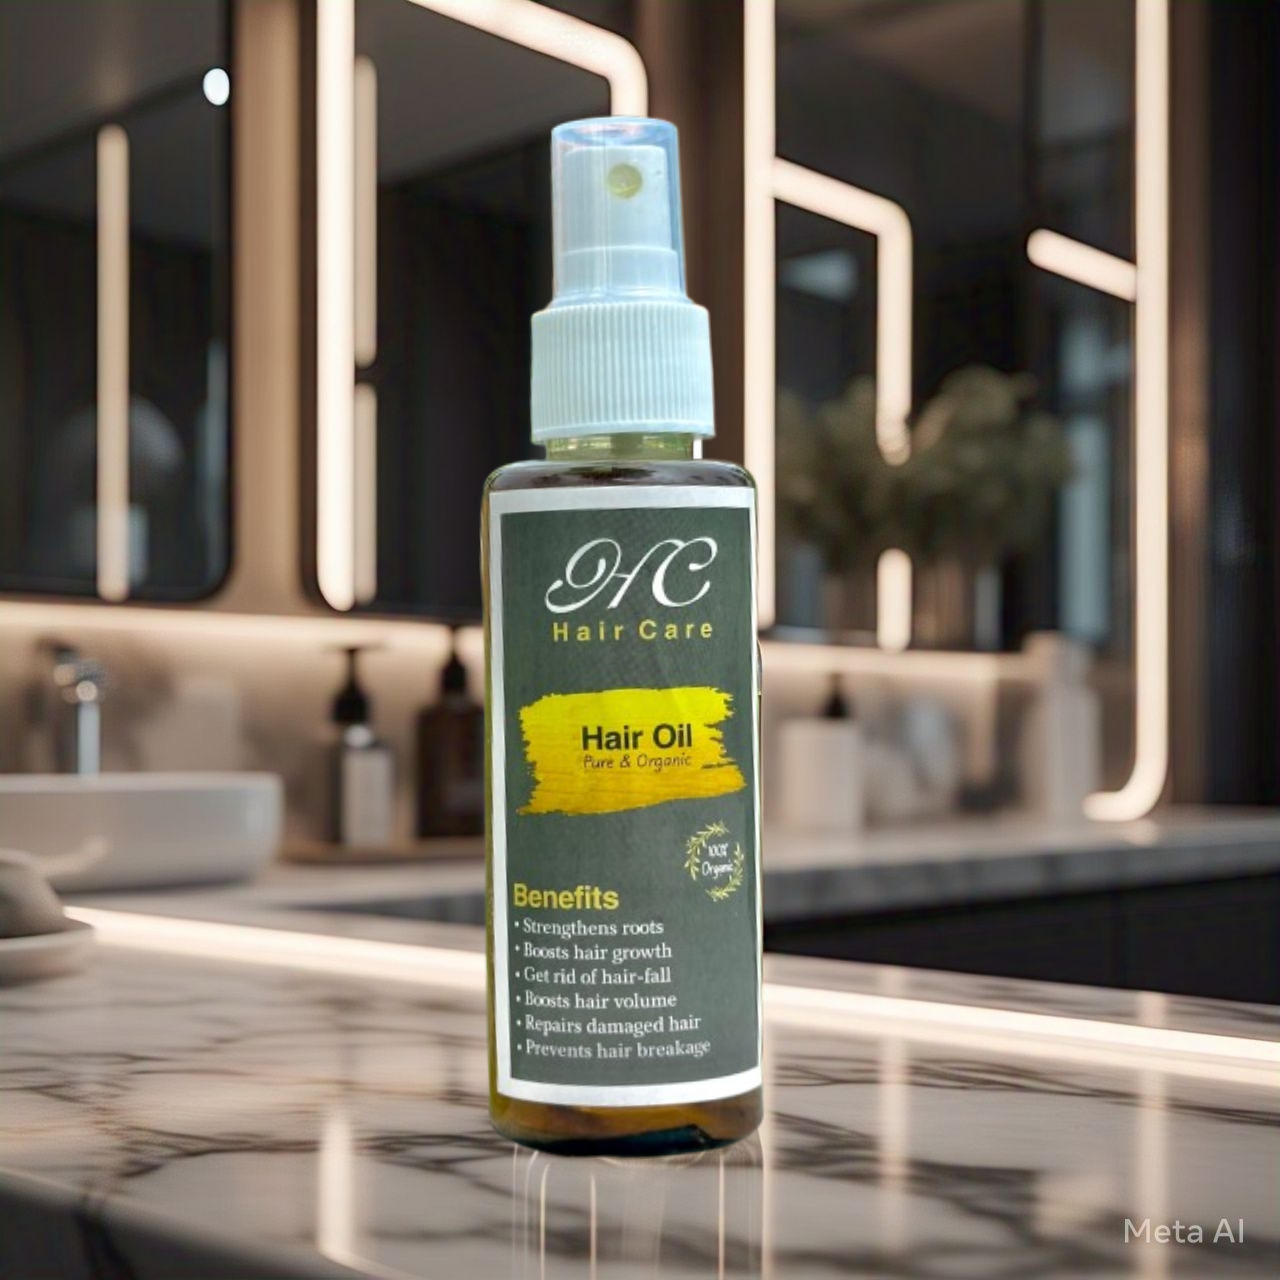 HC
Hair Care
Hair Oil
Pure & Organic
100%
Organic
Benefits
• Strengthens roots
• Boosts hair growth
• Get rid of hair-fall
• Boosts hair volume
• Repairs damaged hair
• Prevents hair breakage
Meta AI